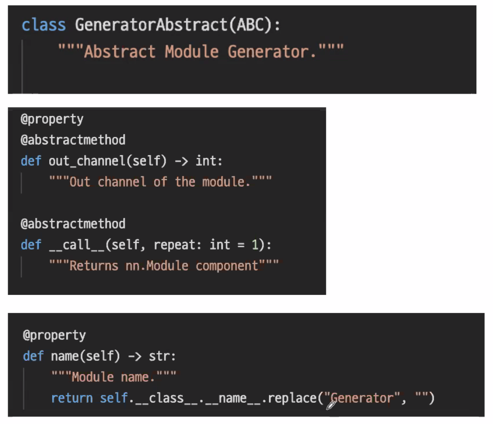 class GeneratorAbstract(ABC):
"""Abstract Module Generator."""
@property
@abstractmethod
def out_channel(self) -> int:
"""Out channel of the module."""
@abstractmethod
def __call__(self, repeat: int = 1):
"""Returns nn.Module component"""
@property
def name(self) -> str:
"""Module name."""
return self.__class__.__name__.replace("Generator", "")